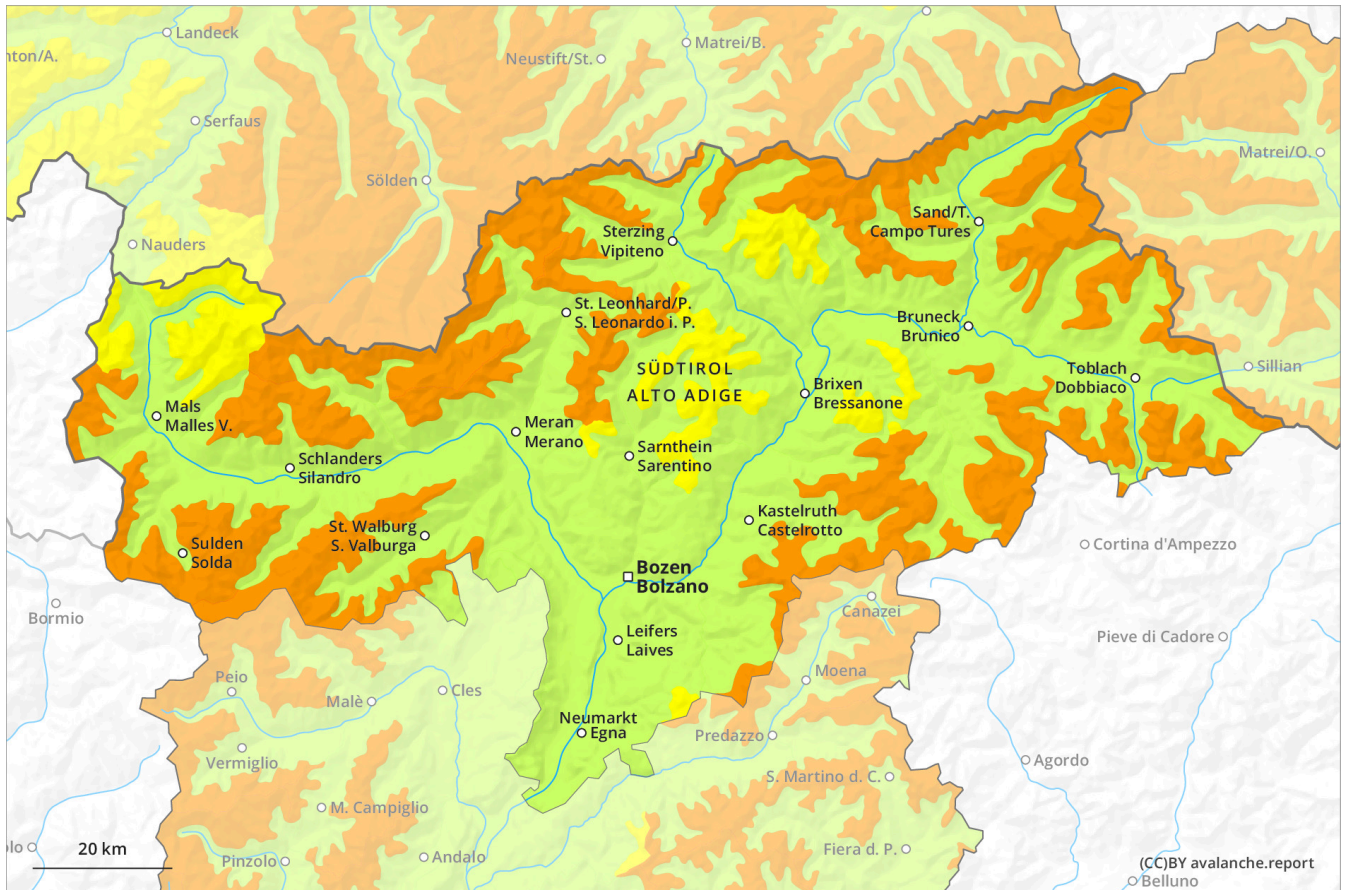 Landeck
nton/A.
Neustift/St.
Matrei/B.
Serfaus
Matrei/O.
Sölden
Sand/T.
Campo Tures
Nauders
Sterzing
Vipiteno
St. Leonhard/P.
S. Leonardo i. P.
Bruneck
Brunico
SÜDTIROL
ALTO ADIGE
Toblach
Dobbiaco
Sillian
Brixen
Bressanone
Mals
Malles V.
Meran
Merano
Sarnthein
Sarentino
Schlanders
Silandro
Kastelruth
Castelrotto
St. Walburg
S. Valburga
Sulden
Solda
Cortina d'Ampezzo
Bozen
Bolzano
Bormio
Canazei
Leifers
Laives
Pieve di Cadore
Peio
Moena
Malè
Cles
Neumarkt
Egna
Predazzo
Vermiglio
Agordo
S. Martino d. C.
M. Campiglio
lo
20 km
Pinzolo
Andalo
Fiera d. P.
(CC)BY avalanche.report
Belluno